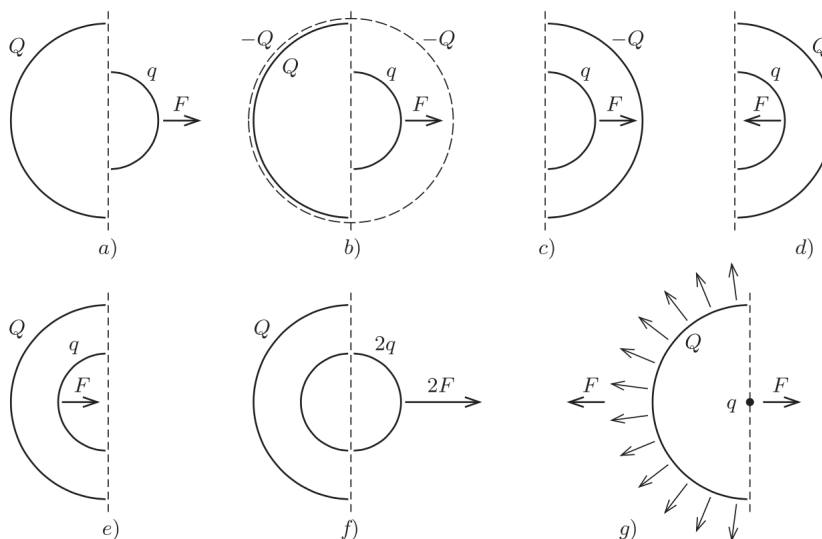 Q q F
−Q −Q Q q F
−Q q F
Q q F
a) b) c) d)
Q q F
Q 2q 2F
F Q q F
e) f) g)